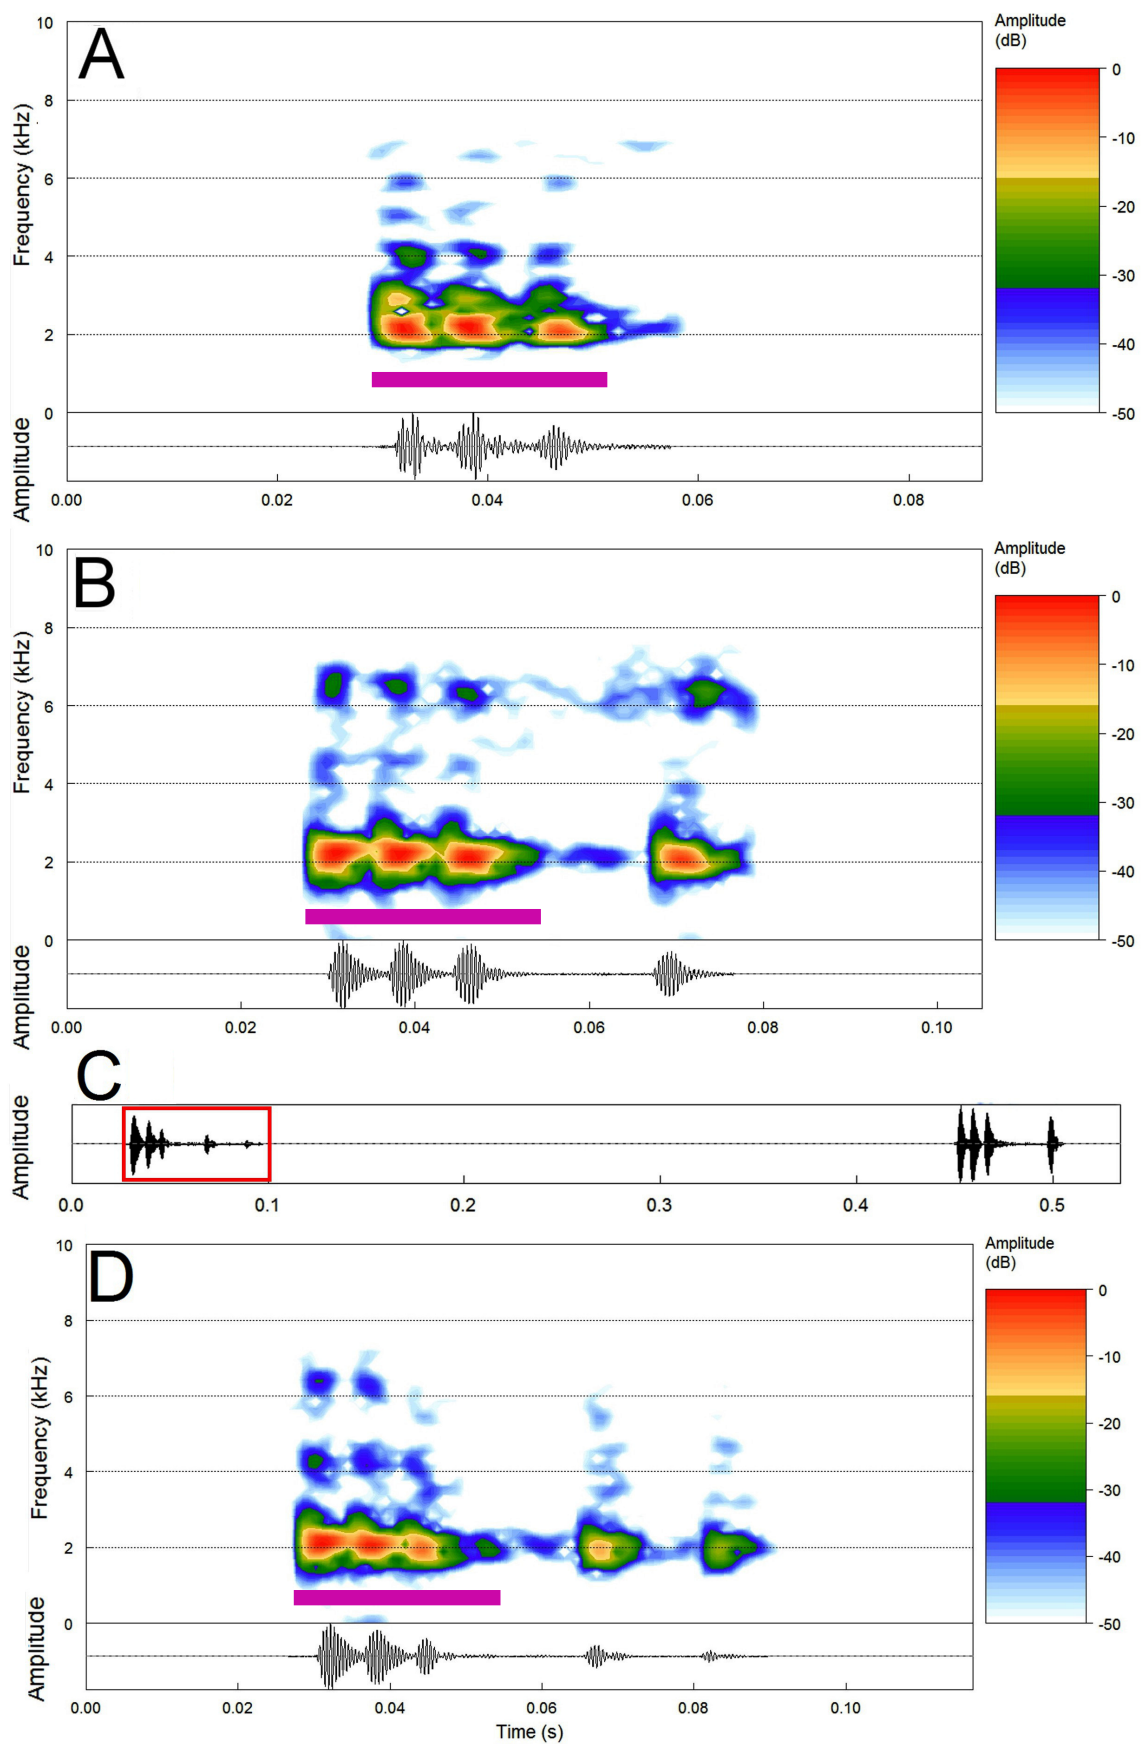 A
Amplitude
(dB)
10
8
6
4
2
0
Frequency (kHz)
Amplitude
0
-10
-20
-30
-40
-50
0.00 0.02 0.04 0.06 0.08
B
Amplitude
(dB)
10
8
6
4
2
0
Frequency (kHz)
Amplitude
0
-10
-20
-30
-40
-50
0.00 0.02 0.04 0.06 0.08 0.10
C
Amplitude
0.0 0.1 0.2 0.3 0.4 0.5
D
Amplitude
(dB)
10
8
6
4
2
0
Frequency (kHz)
Amplitude
0
-10
-20
-30
-40
-50
0.00 0.02 0.04 0.06 0.08 0.10
Time (s)